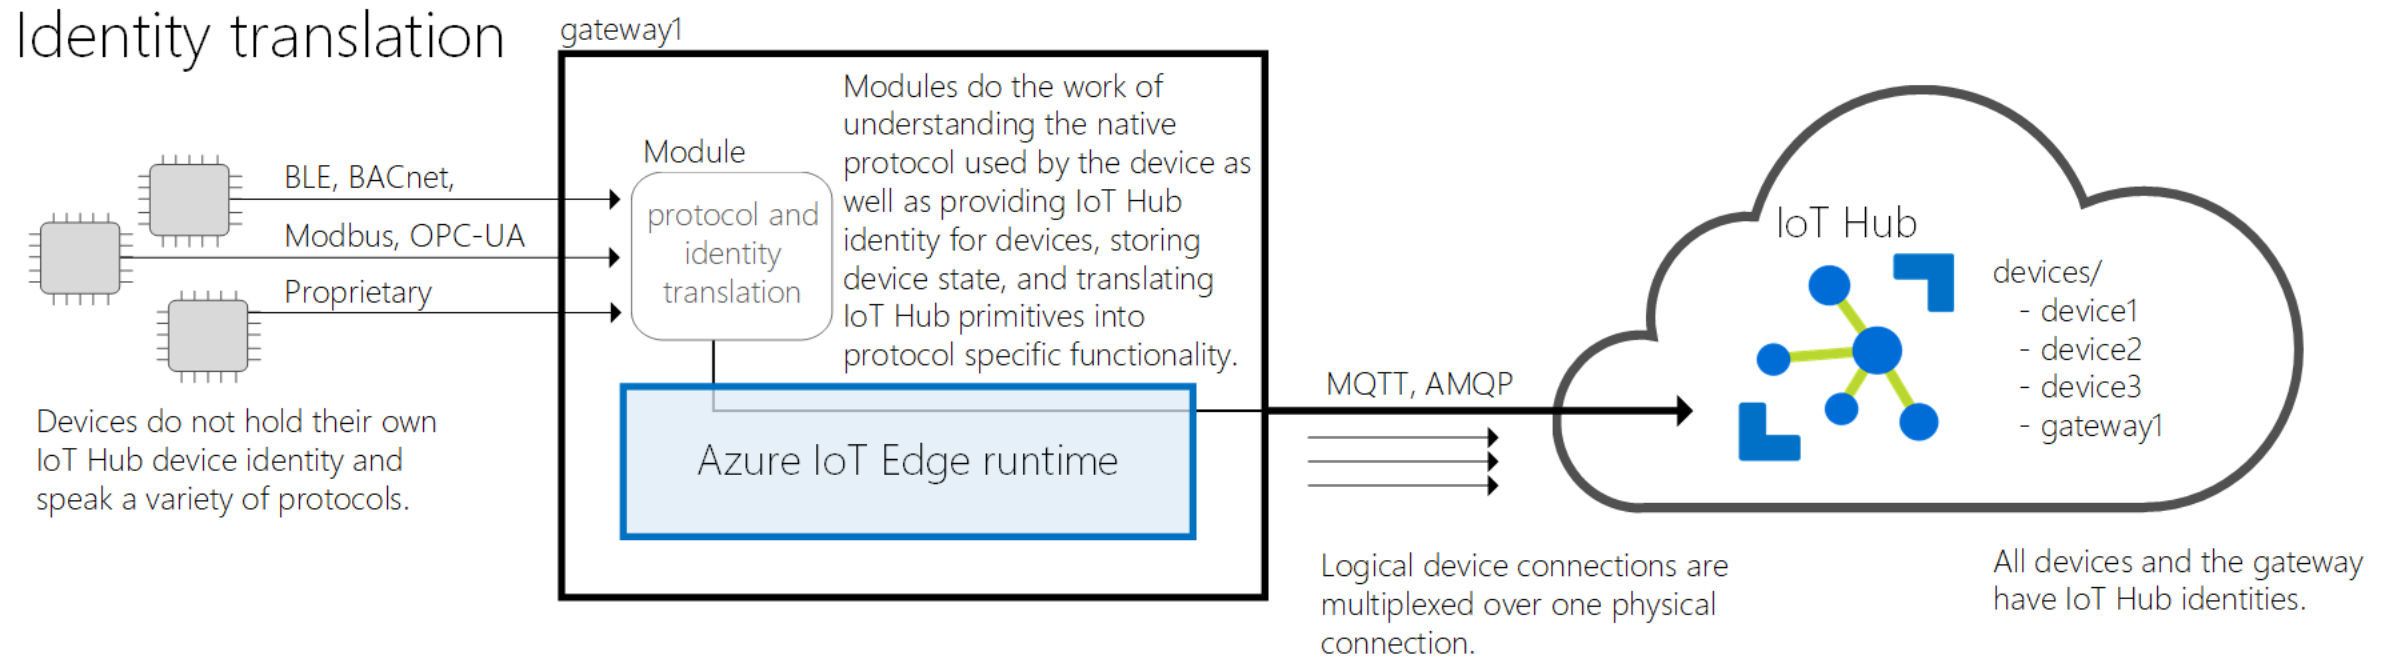 Identity translation
gateway1
BLE, BACnet,
Modbus, OPC-UA
Proprietary
Devices do not hold their own
IoT Hub device identity and
speak a variety of protocols.
Module
protocol and
identity
translation
Modules do the work of
understanding the native
protocol used by the device as
well as providing IoT Hub
identity for devices, storing
device state, and translating
IoT Hub primitives into
protocol specific functionality.
Azure IoT Edge runtime
MQTT, AMQP
Logical device connections are
multiplexed over one physical
connection.
IoT Hub
devices/
- device1
- device2
- device3
- gateway1
All devices and the gateway
have IoT Hub identities.